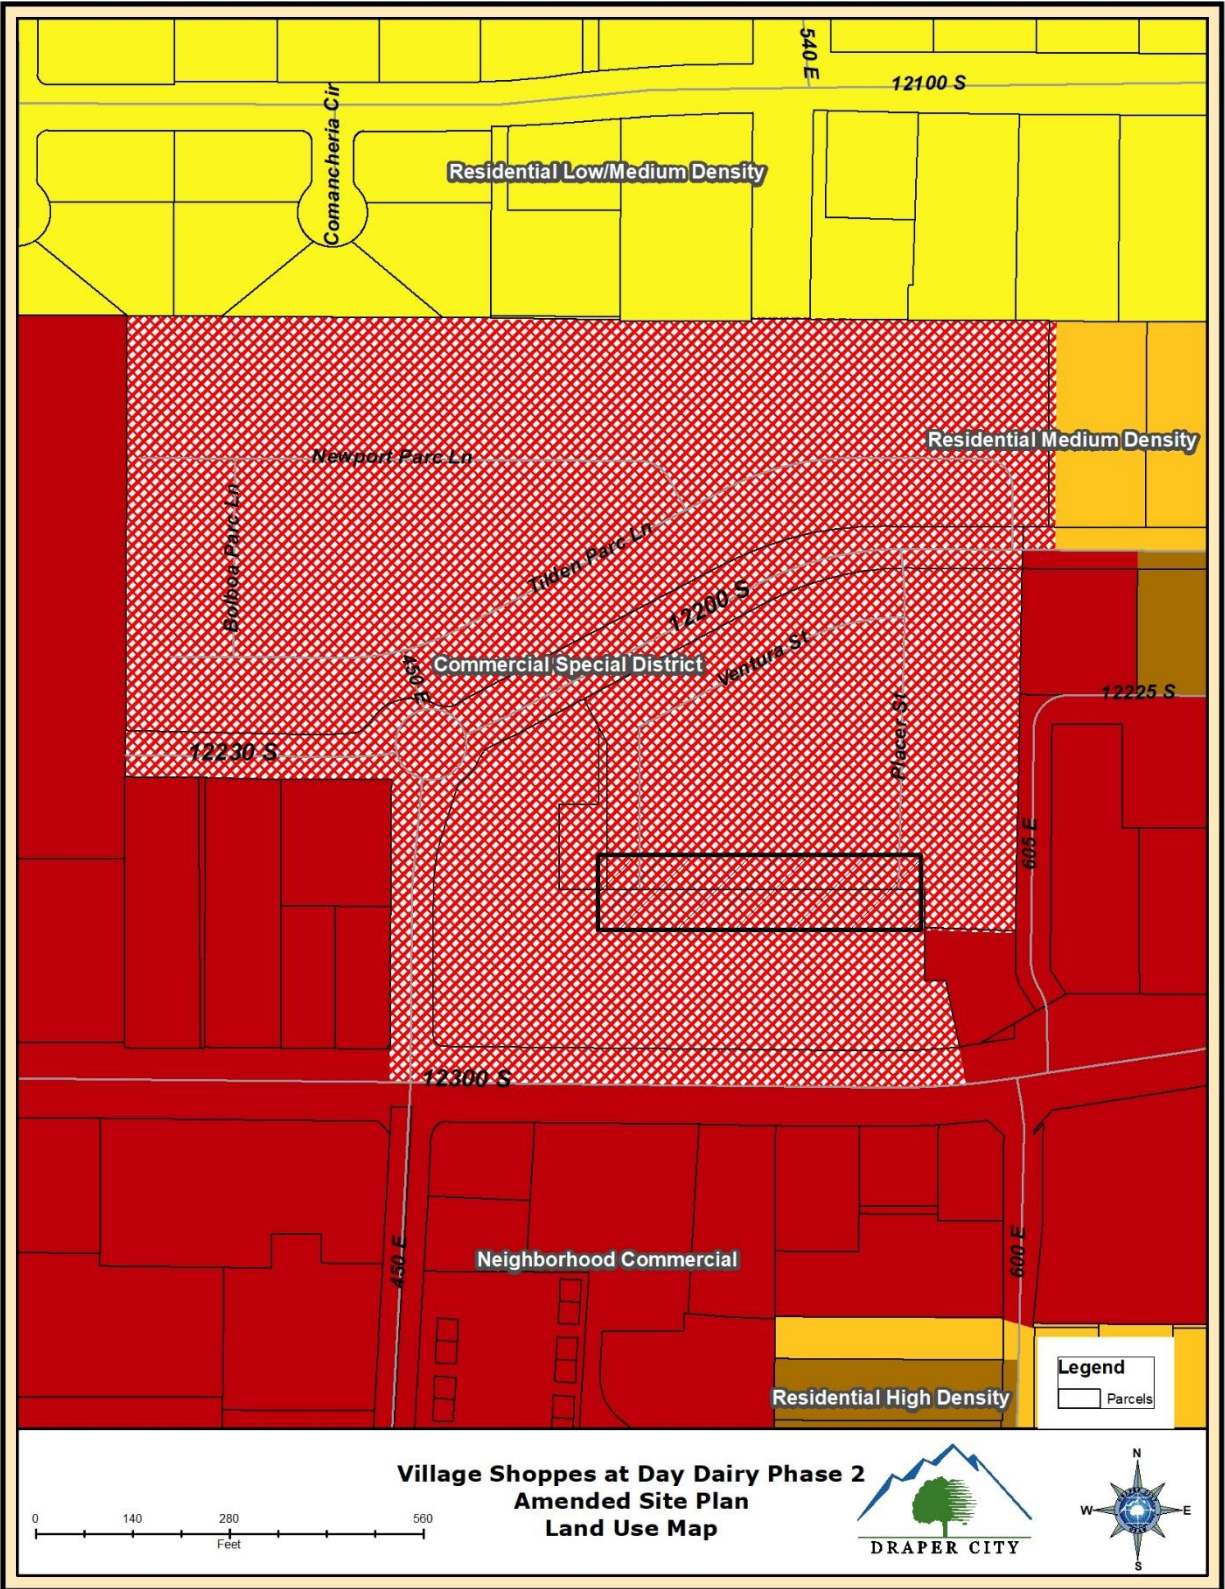 540 E
12100 S
Comancheria Cir
Residential Low/Medium Density
Residential Medium Density
Newport Parc Ln
Bolboa Parc Ln
Tilden Parc Ln
12200 S
Ventura St
450 E
Commercial Special District
12225 S
Placer St
12230 S
605 E
12300 S
450 E
Neighborhood Commercial
600 E
Residential High Density
Legend
Parcels
Village Shoppes at Day Dairy Phase 2
Amended Site Plan
Land Use Map
0 140 280 560
Feet
DRAPER CITY
N
W E
S